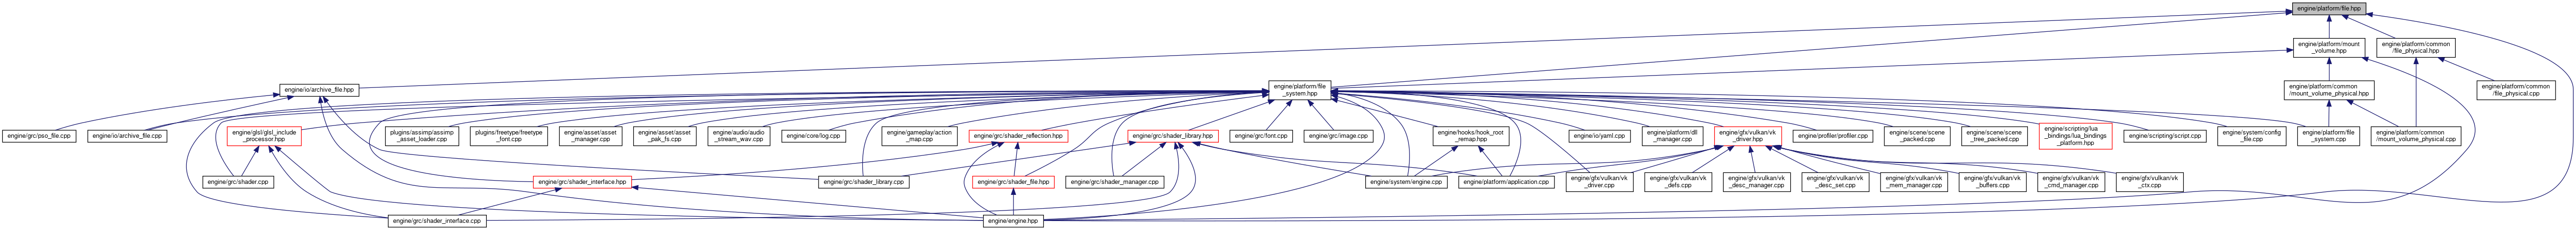 engine/platform/file.hpp
engine/platform/mount
_volume.hpp
engine/platform/common
/file_physical.hpp
engine/io/archive_file.hpp
engine/platform/file
_system.hpp
engine/platform/common
/mount_volume_physical.hpp
engine/platform/common
/file_physical.cpp
engine/grc/pso_file.cpp
engine/io/archive_file.cpp
engine/glsl/glsl_include
_processor.hpp
plugins/assimp/assimp
_asset_loader.cpp
plugins/freetype/freetype
_font.cpp
engine/asset/asset
_manager.cpp
engine/asset/asset
_pak_fs.cpp
engine/audio/audio
_stream_wav.cpp
engine/core/log.cpp
engine/gameplay/action
_map.cpp
engine/grc/shader_reflection.hpp
engine/grc/shader_library.hpp
engine/grc/font.cpp
engine/grc/image.cpp
engine/hooks/hook_root
_remap.hpp
engine/io/yaml.cpp
engine/platform/dll
_manager.cpp
engine/gfx/vulkan/vk
_driver.hpp
engine/profiler/profiler.cpp
engine/scene/scene
_packed.cpp
engine/scene/scene
_tree_packed.cpp
engine/scripting/lua
_bindings/lua_bindings
_platform.hpp
engine/scripting/script.cpp
engine/system/config
_file.cpp
engine/platform/file
_system.cpp
engine/platform/common
/mount_volume_physical.cpp
engine/grc/shader.cpp
engine/grc/shader_interface.hpp
engine/grc/shader_library.cpp
engine/grc/shader_file.hpp
engine/grc/shader_manager.cpp
engine/system/engine.cpp
engine/platform/application.cpp
engine/gfx/vulkan/vk
_driver.cpp
engine/gfx/vulkan/vk
_defs.cpp
engine/gfx/vulkan/vk
_desc_manager.cpp
engine/gfx/vulkan/vk
_desc_set.cpp
engine/gfx/vulkan/vk
_mem_manager.cpp
engine/gfx/vulkan/vk
_buffers.cpp
engine/gfx/vulkan/vk
_cmd_manager.cpp
engine/gfx/vulkan/vk
_ctx.cpp
engine/grc/shader_interface.cpp
engine/engine.hpp